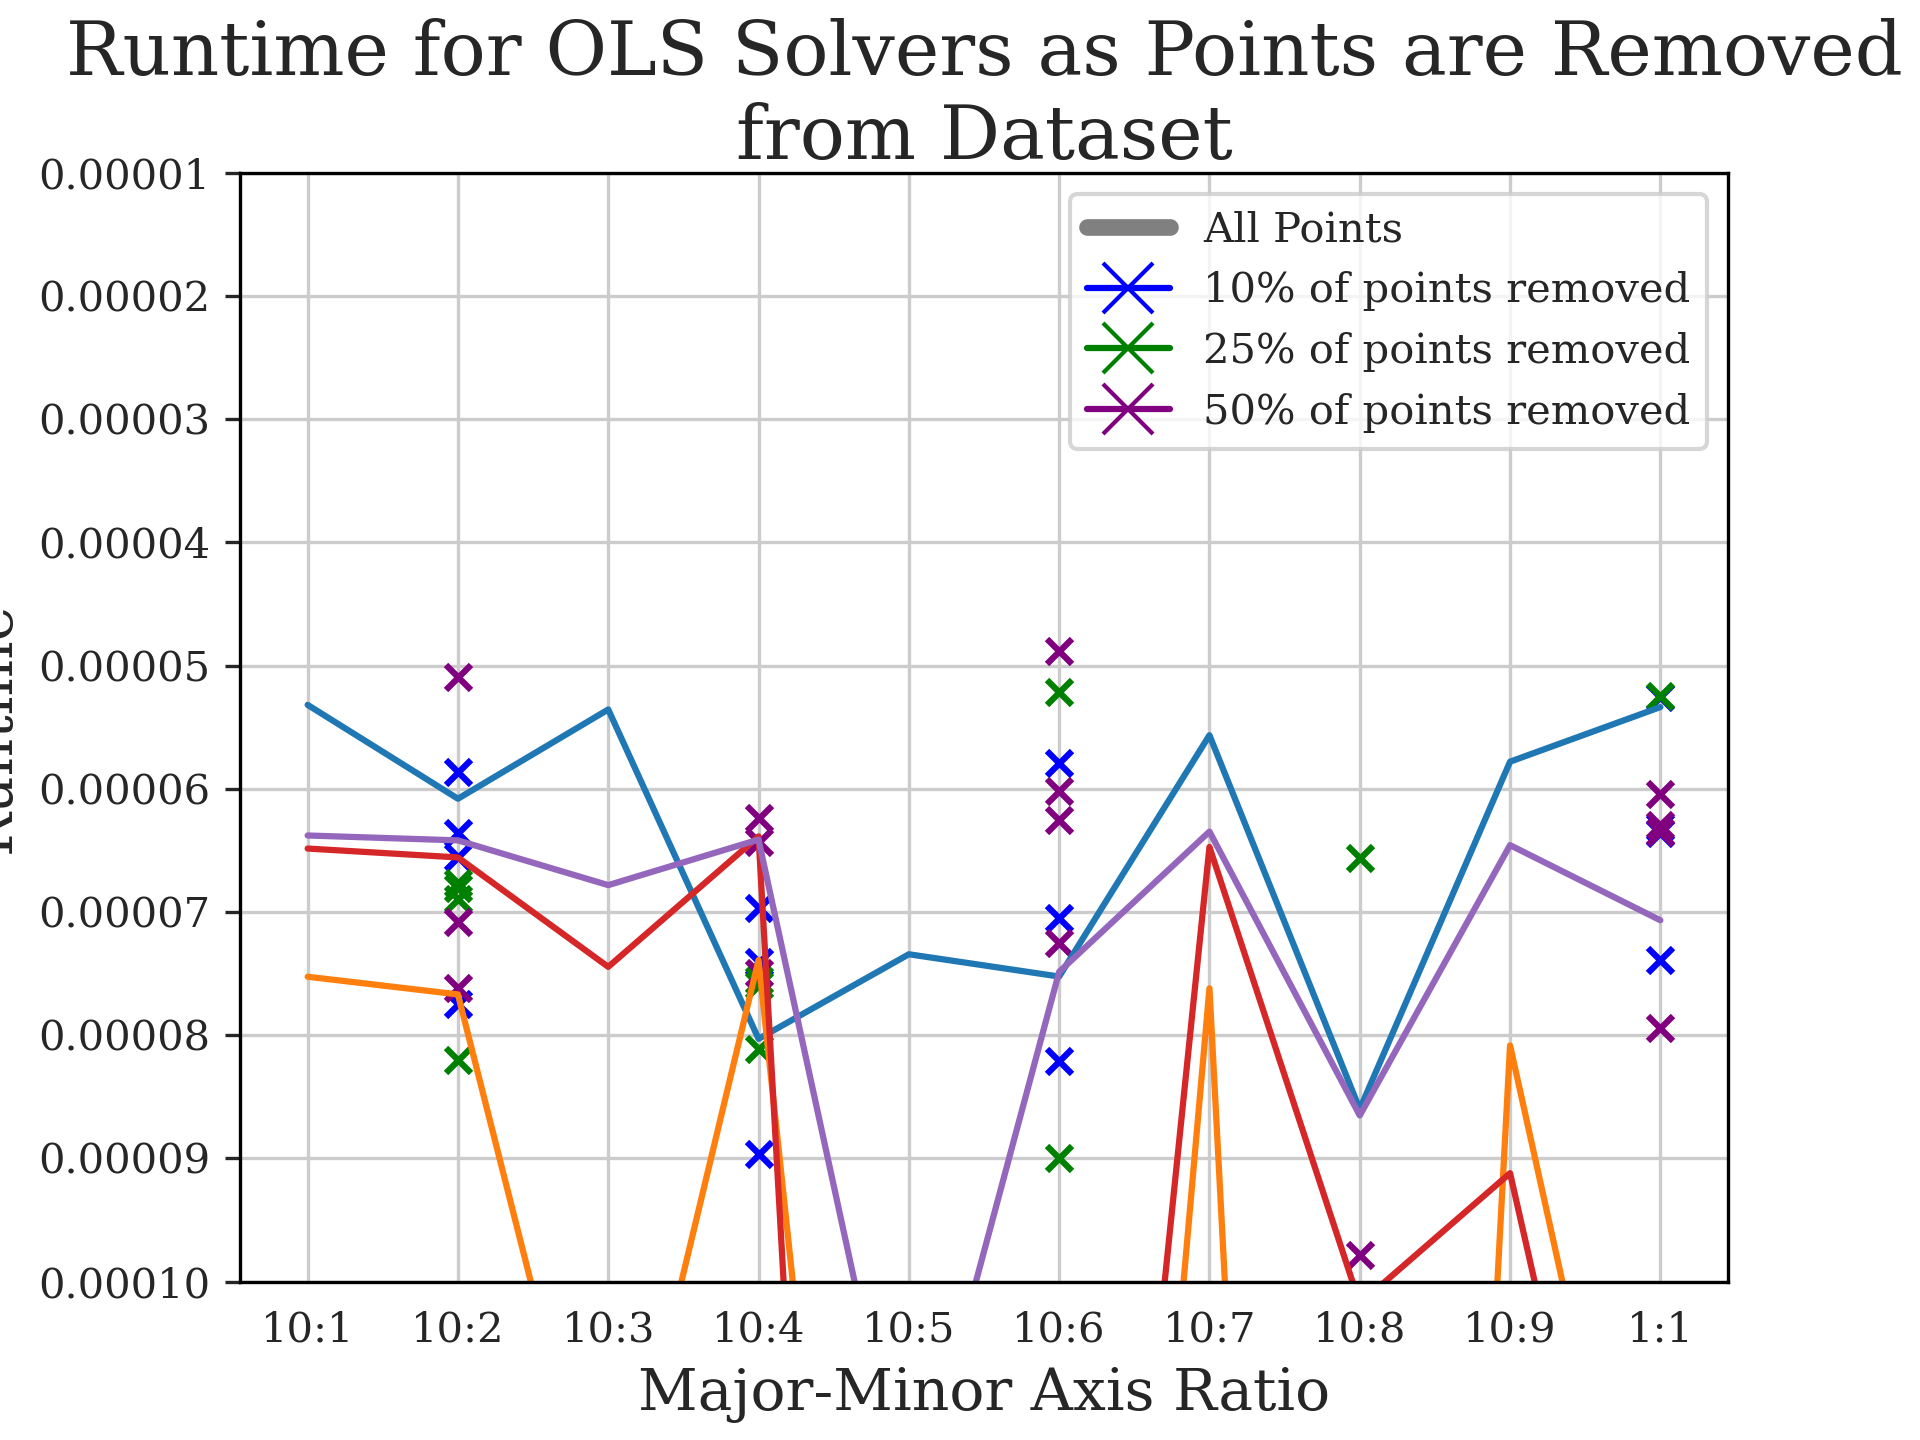 Runtime for OLS Solvers as Points are Removed
from Dataset
0.00001
0.00002
0.00003
0.00004
0.00005
0.00006
0.00007
0.00008
0.00009
0.00010
Runtime
All Points
10% of points removed
25% of points removed
50% of points removed
10:1 10:2 10:3 10:4 10:5 10:6 10:7 10:8 10:9 1:1
Major-Minor Axis Ratio